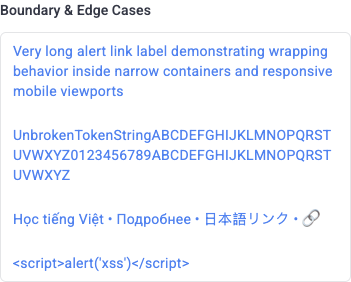 Boundary & Edge Cases
Very long alert link label demonstrating wrapping
behavior inside narrow containers and responsive
mobile viewports
UnbrokenTokenStringABCDEFGHIJKLMNOPQRST
UVWXYZ0123456789ABCDEFGHIJKLMNOPQRST
UVWXYZ
Học tiếng Việt • Подробнее • 日本語リンク • 🔗
<script>alert('xss')</script>